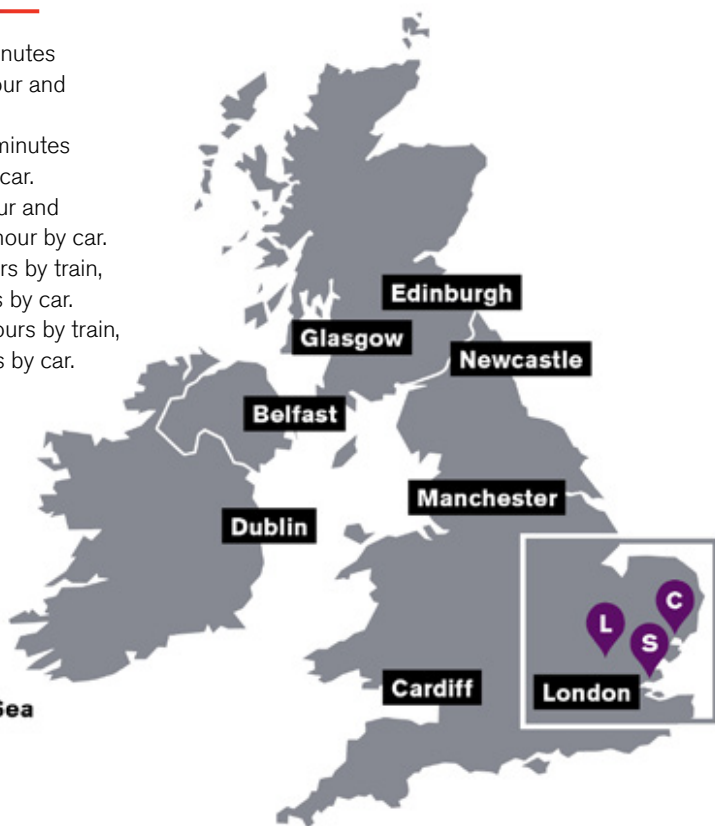 nutes
our and
minutes
car.
ur and
hour by car.
rs by train,
s by car.
ours by train,
s by car.
Edinburgh
Glasgow
Newcastle
Belfast
Manchester
Dublin
C
L
S
Cardiff
London
Sea